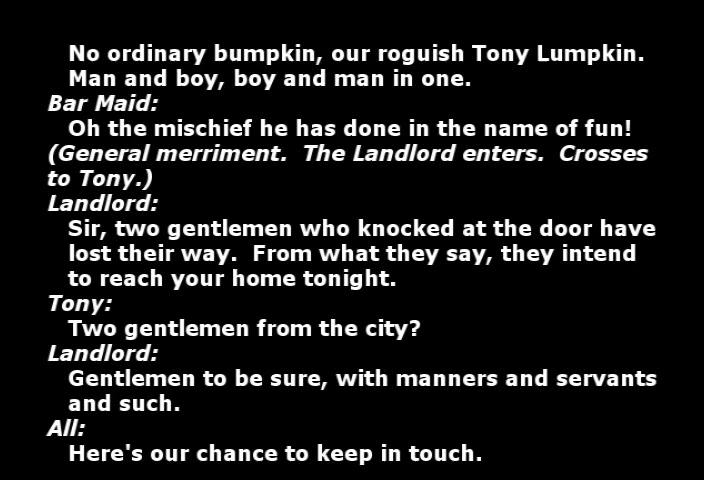 No ordinary bumpkin, our roguish Tony Lumpkin.
Man and boy, boy and man in one.
Bar Maid:
Oh the mischief he has done in the name of fun!
(General merriment.  The Landlord enters.  Crosses
to Tony.)
Landlord:
Sir, two gentlemen who knocked at the door have
lost their way.  From what they say, they intend
to reach your home tonight.
Tony:
Two gentlemen from the city?
Landlord:
Gentlemen to be sure, with manners and servants
and such.
All:
Here's our chance to keep in touch.